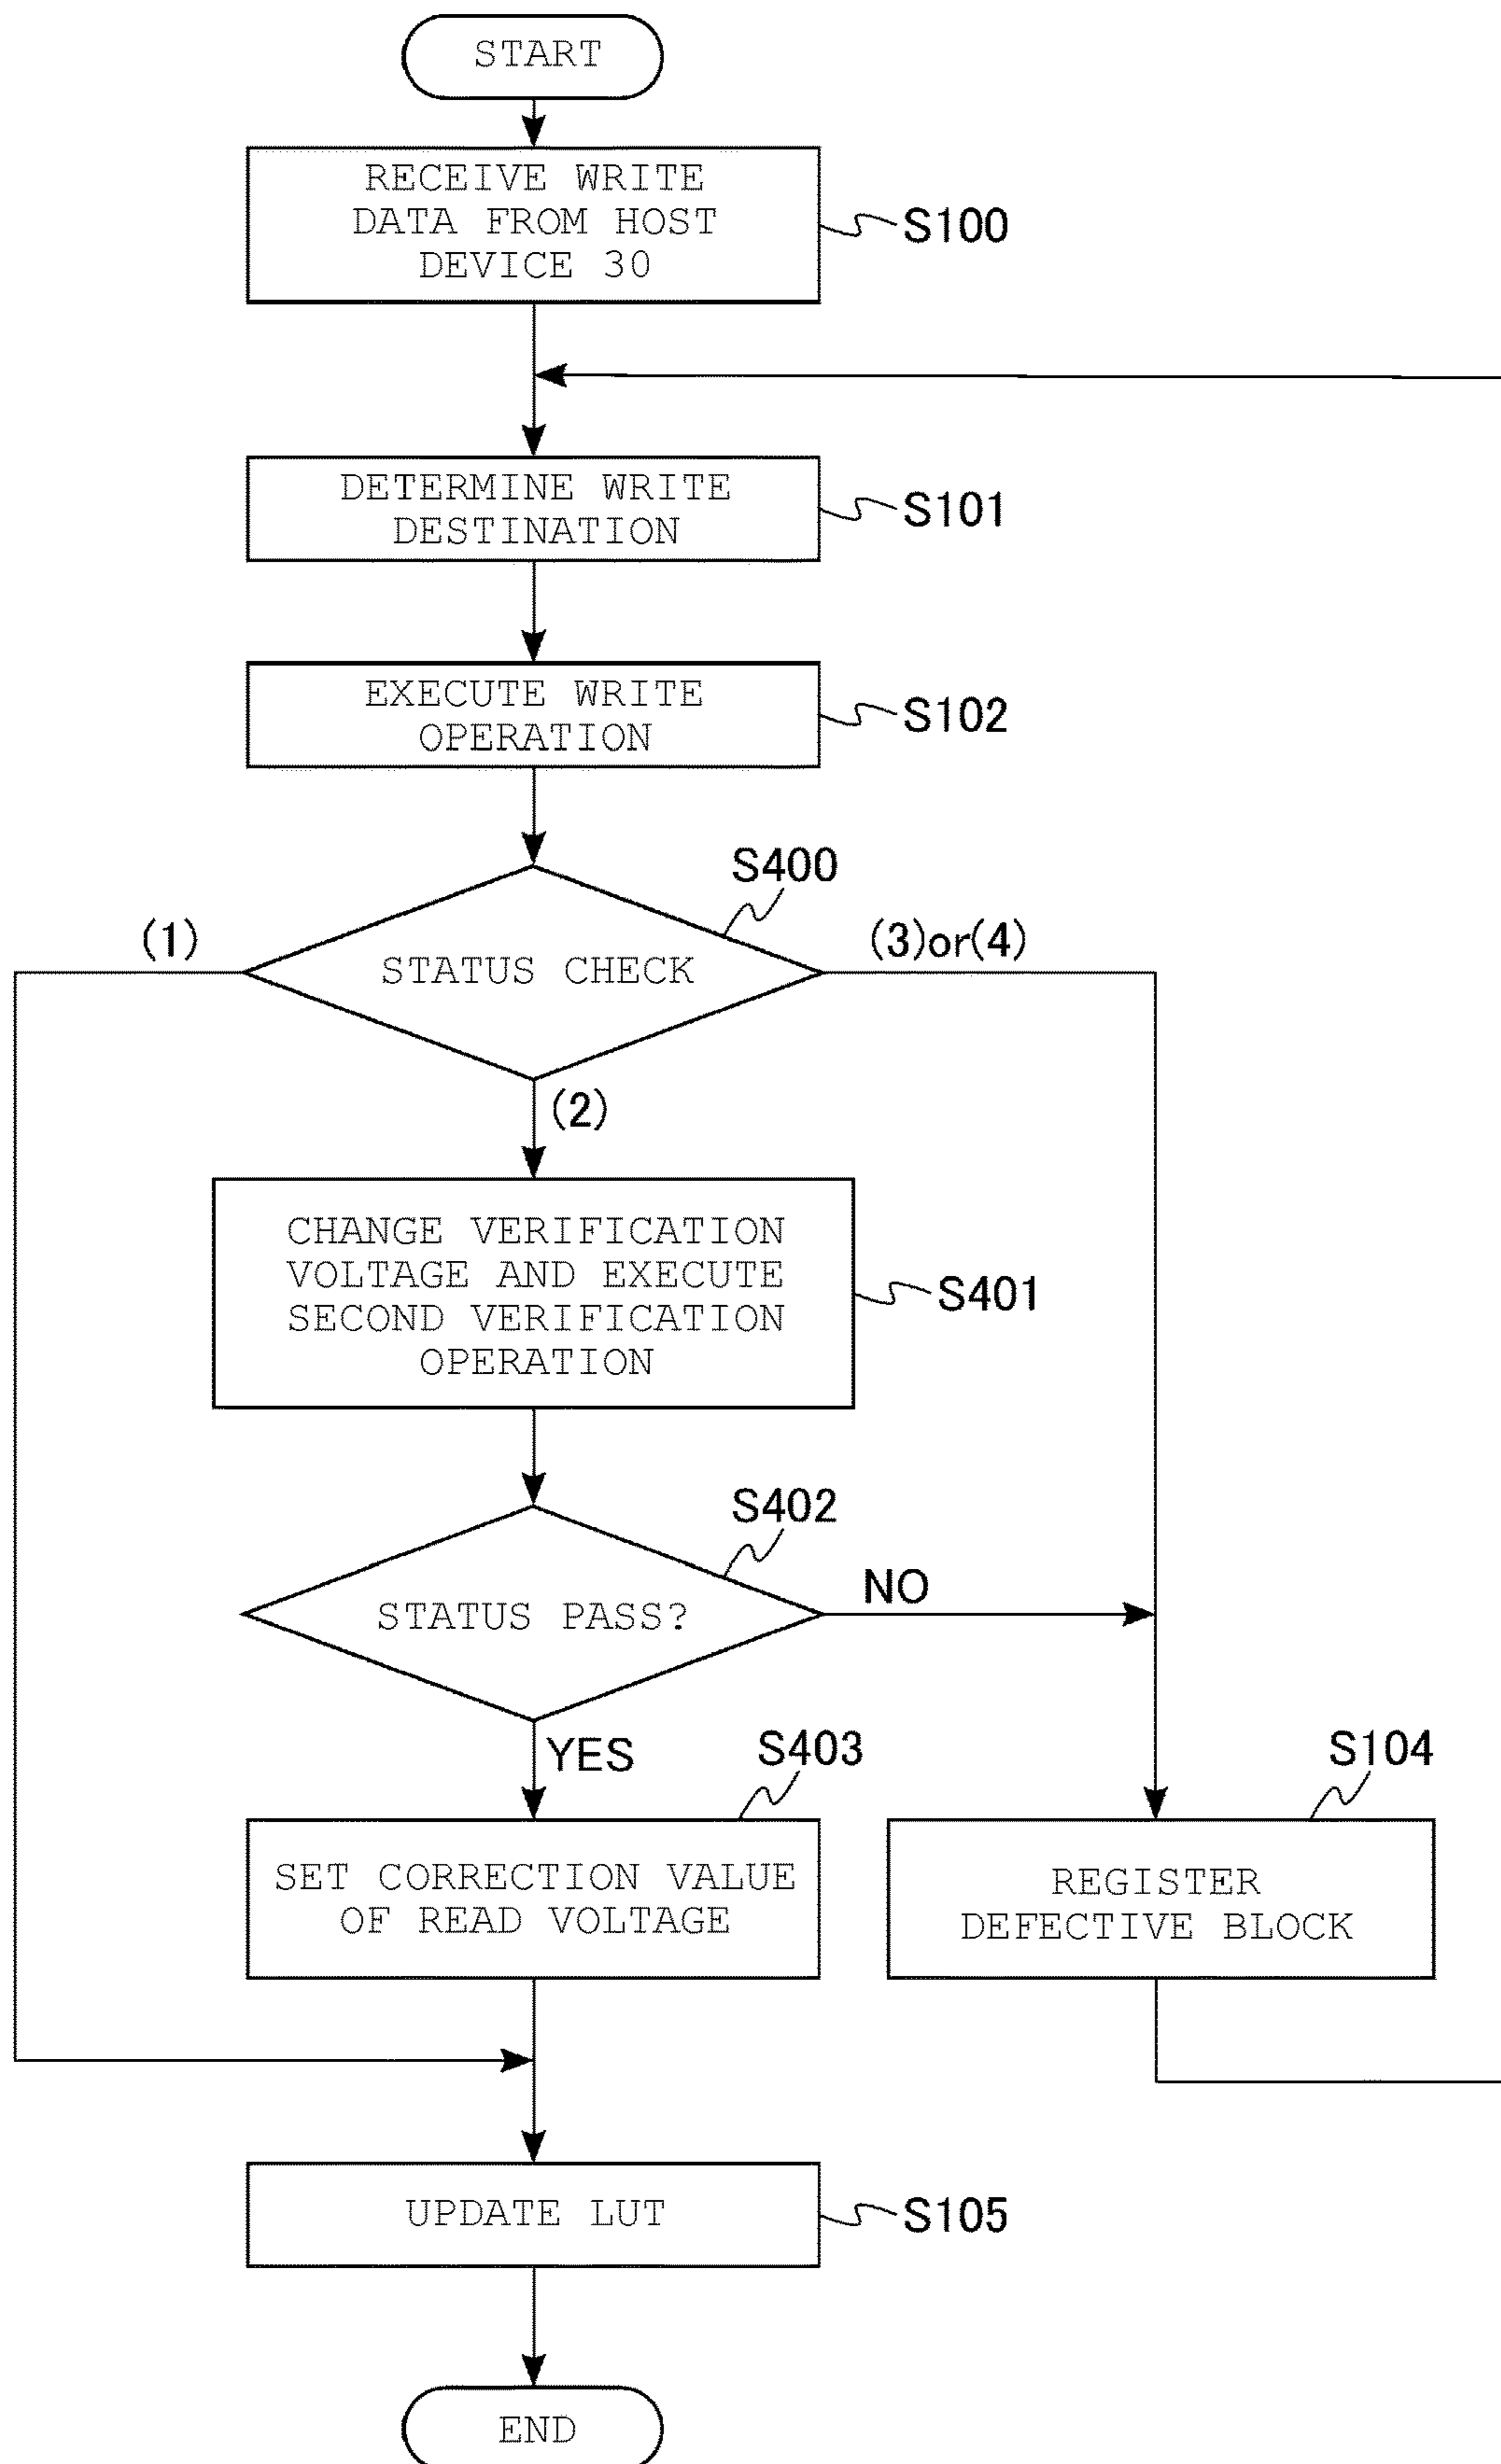 START
RECEIVE WRITE
DATA FROM HOST
DEVICE 30
S100
DETERMINE WRITE
DESTINATION
S101
EXECUTE WRITE
OPERATION
S102
S400
(1)
STATUS CHECK
(3)or(4)
(2)
CHANGE VERIFICATION
VOLTAGE AND EXECUTE
SECOND VERIFICATION
OPERATION
S401
S402
STATUS PASS?
NO
YES
S403
SET CORRECTION VALUE
OF READ VOLTAGE
S104
REGISTER
DEFECTIVE BLOCK
UPDATE LUT
S105
END